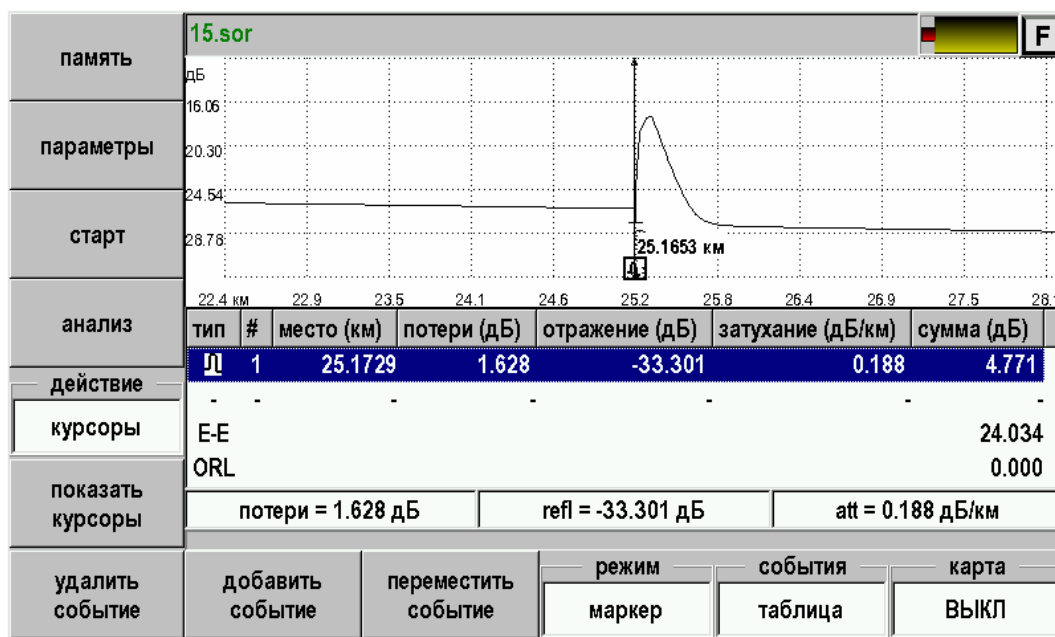 память
15.sor
F
дБ
16.06
параметры
20.30
24.54
старт
28.78
25.1653 км
22.4 км 22.9 23.5 24.1 24.6 25.2 25.8 26.4 26.9 27.5 28.
анализ
тип # место (км) потери (дБ) отражение (дБ) затухание (дБ/км) сумма (дБ)
1 25.1729 1.628 -33.301 0.188 4.771
- - - - - - -
действие
курсоры
E-E 24.034
ORL 0.000
показать
курсоры
потери = 1.628 дБ refl = -33.301 дБ att = 0.188 дБ/км
удалить
событие
добавить
событие
переместить
событие
режим
маркер
события
таблица
карта
ВЫКЛ